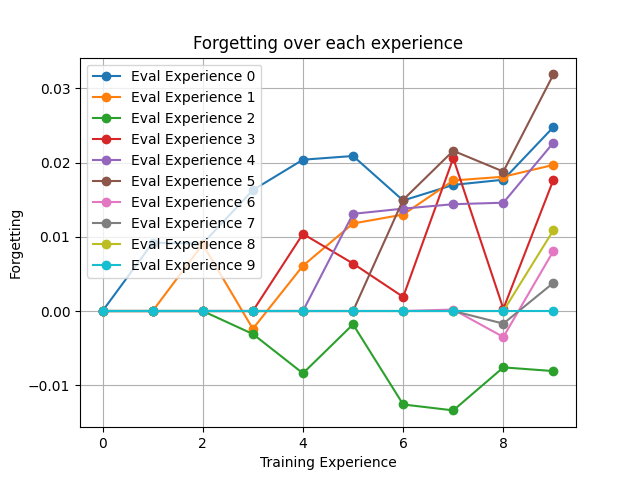 Forgetting over each experience
Eval Experience 0
Eval Experience 1
Eval Experience 2
Eval Experience 3
Eval Experience 4
Eval Experience 5
Eval Experience 6
Eval Experience 7
Eval Experience 8
Eval Experience 9
Forgetting
0.03
0.02
0.01
0.00
−0.01
0 2 4 6 8
Training Experience